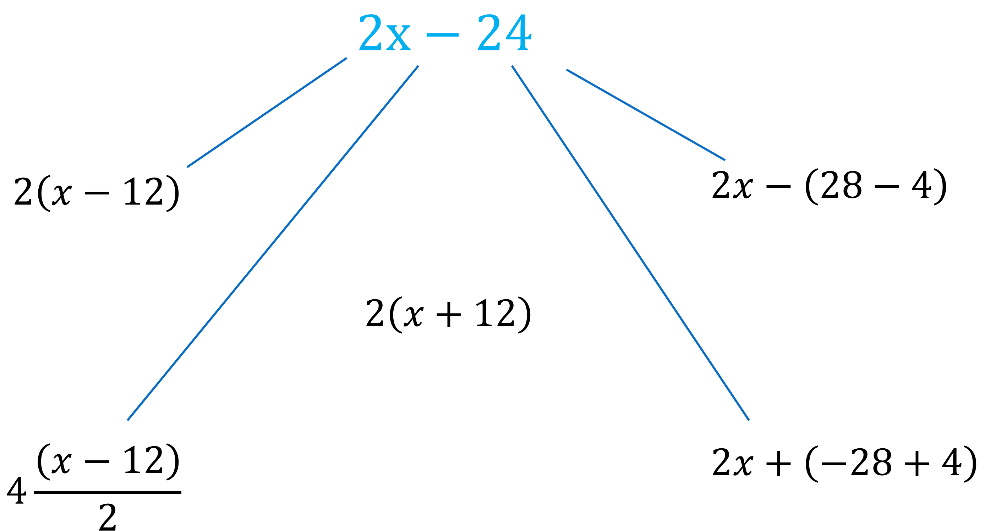 2x − 24
2(x − 12)
2x − (28 − 4)
2(x + 12)
4 (x − 12)/2
2x + (−28 + 4)